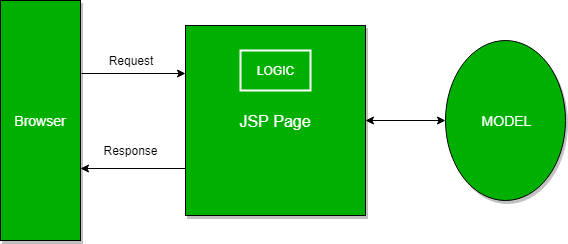 Browser
Request
Response
LOGIC
JSP Page
MODEL